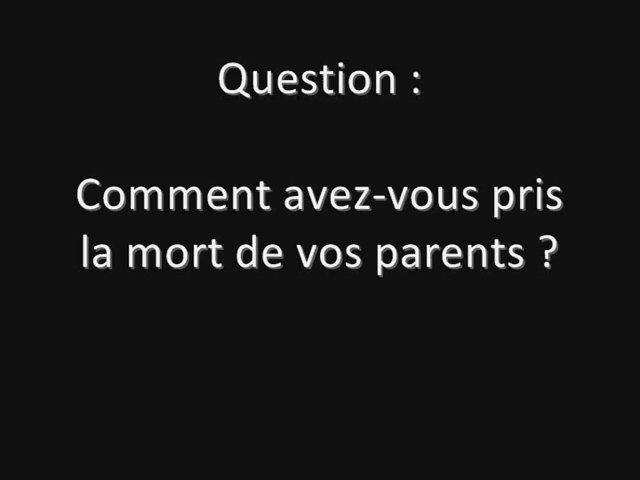 Question :
Comment avez-vous pris
la mort de vos parents ?